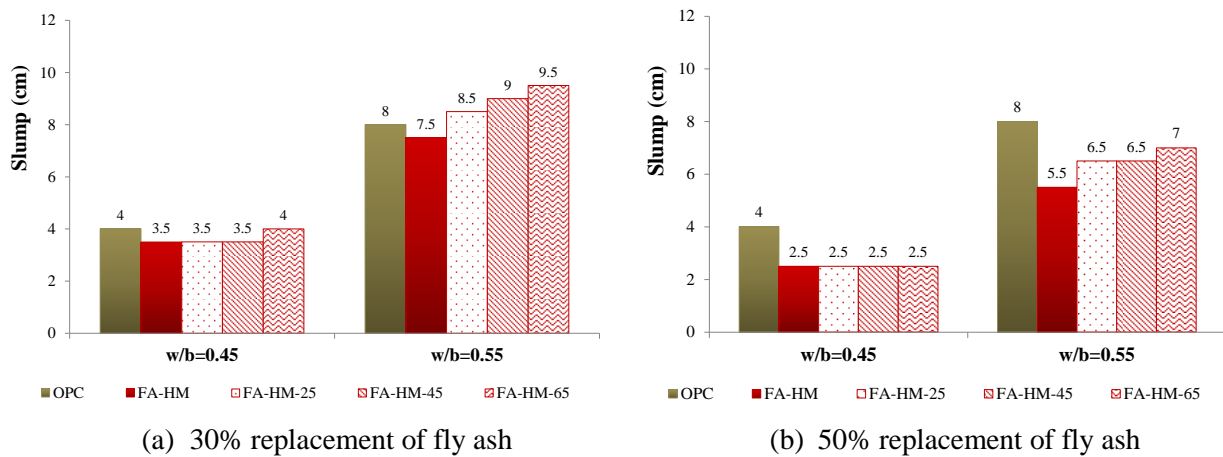 Slump (cm)
12
10
8
6
4
2
0
4
3.5
3.5
3.5
4
8
7.5
8.5
9
9.5
w/b=0.45
w/b=0.55
OPC
FA-HM
FA-HM-25
FA-HM-45
FA-HM-65
(a) 30% replacement of fly ash
Slump (cm)
12
10
8
6
4
2
0
4
2.5
2.5
2.5
2.5
8
5.5
6.5
6.5
7
w/b=0.45
w/b=0.55
OPC
FA-HM
FA-HM-25
FA-HM-45
FA-HM-65
(b) 50% replacement of fly ash